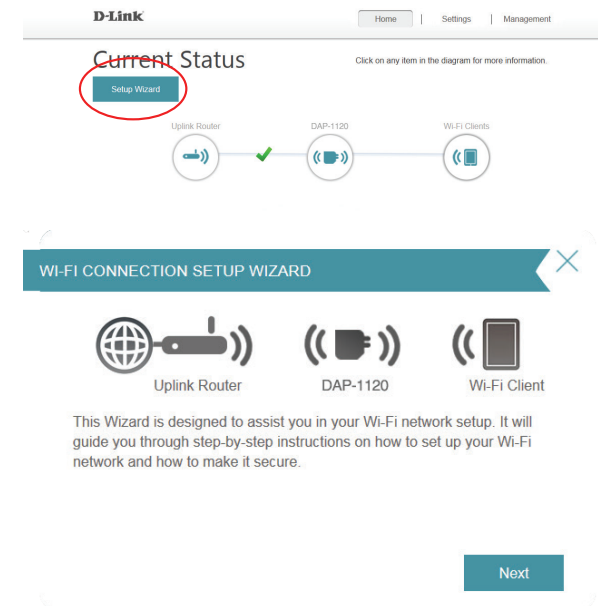 D-Link
Home | Settings | Management
Current Status
Click on any item in the diagram for more information.
Setup Wizard
Uplink Router DAP-1120 Wi-Fi Clients
WI-FI CONNECTION SETUP WIZARD
Uplink Router DAP-1120 Wi-Fi Client
This Wizard is designed to assist you in your Wi-Fi network setup. It will
guide you through step-by-step instructions on how to set up your Wi-Fi
network and how to make it secure.
Next